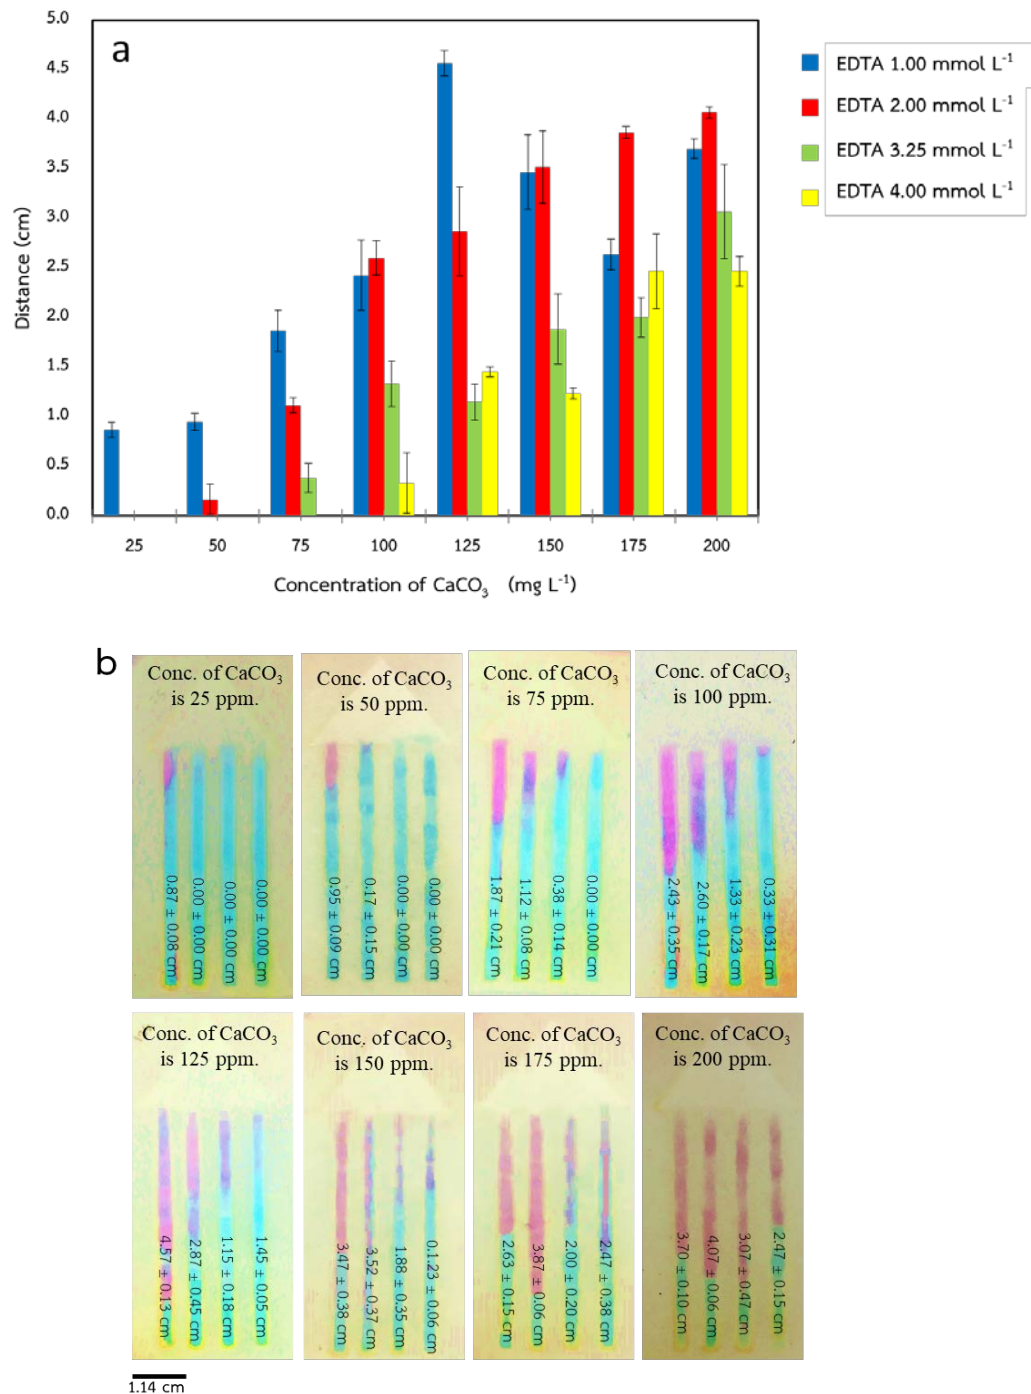 a
5.0
4.5
4.0
3.5
3.0
2.5
2.0
1.5
1.0
0.5
0.0
Distance (cm)
25 50 75 100 125 150 175 200
Concentration of CaCO₃ (mg L⁻¹)
EDTA 1.00 mmol L⁻¹
EDTA 2.00 mmol L⁻¹
EDTA 3.25 mmol L⁻¹
EDTA 4.00 mmol L⁻¹
b
Conc. of CaCO₃
is 25 ppm.
0.87 ± 0.08 cm
0.00 ± 0.00 cm
0.00 ± 0.00 cm
0.00 ± 0.00 cm
Conc. of CaCO₃
is 50 ppm.
0.95 ± 0.09 cm
0.17 ± 0.15 cm
0.00 ± 0.00 cm
0.00 ± 0.00 cm
Conc. of CaCO₃
is 75 ppm.
1.87 ± 0.21 cm
1.12 ± 0.08 cm
0.38 ± 0.14 cm
0.00 ± 0.00 cm
Conc. of CaCO₃
is 100 ppm.
2.43 ± 0.35 cm
2.60 ± 0.17 cm
1.33 ± 0.23 cm
0.33 ± 0.31 cm
Conc. of CaCO₃
is 125 ppm.
4.57 ± 0.13 cm
2.87 ± 0.45 cm
1.15 ± 0.18 cm
1.45 ± 0.05 cm
Conc. of CaCO₃
is 150 ppm.
3.47 ± 0.38 cm
3.52 ± 0.37 cm
1.88 ± 0.35 cm
0.1.23 ± 0.06 cm
Conc. of CaCO₃
is 175 ppm.
2.63 ± 0.15 cm
3.87 ± 0.06 cm
2.00 ± 0.20 cm
2.47 ± 0.38 cm
Conc. of CaCO₃
is 200 ppm.
3.70 ± 0.10 cm
4.07 ± 0.06 cm
3.07 ± 0.47 cm
2.47 ± 0.15 cm
1.14 cm